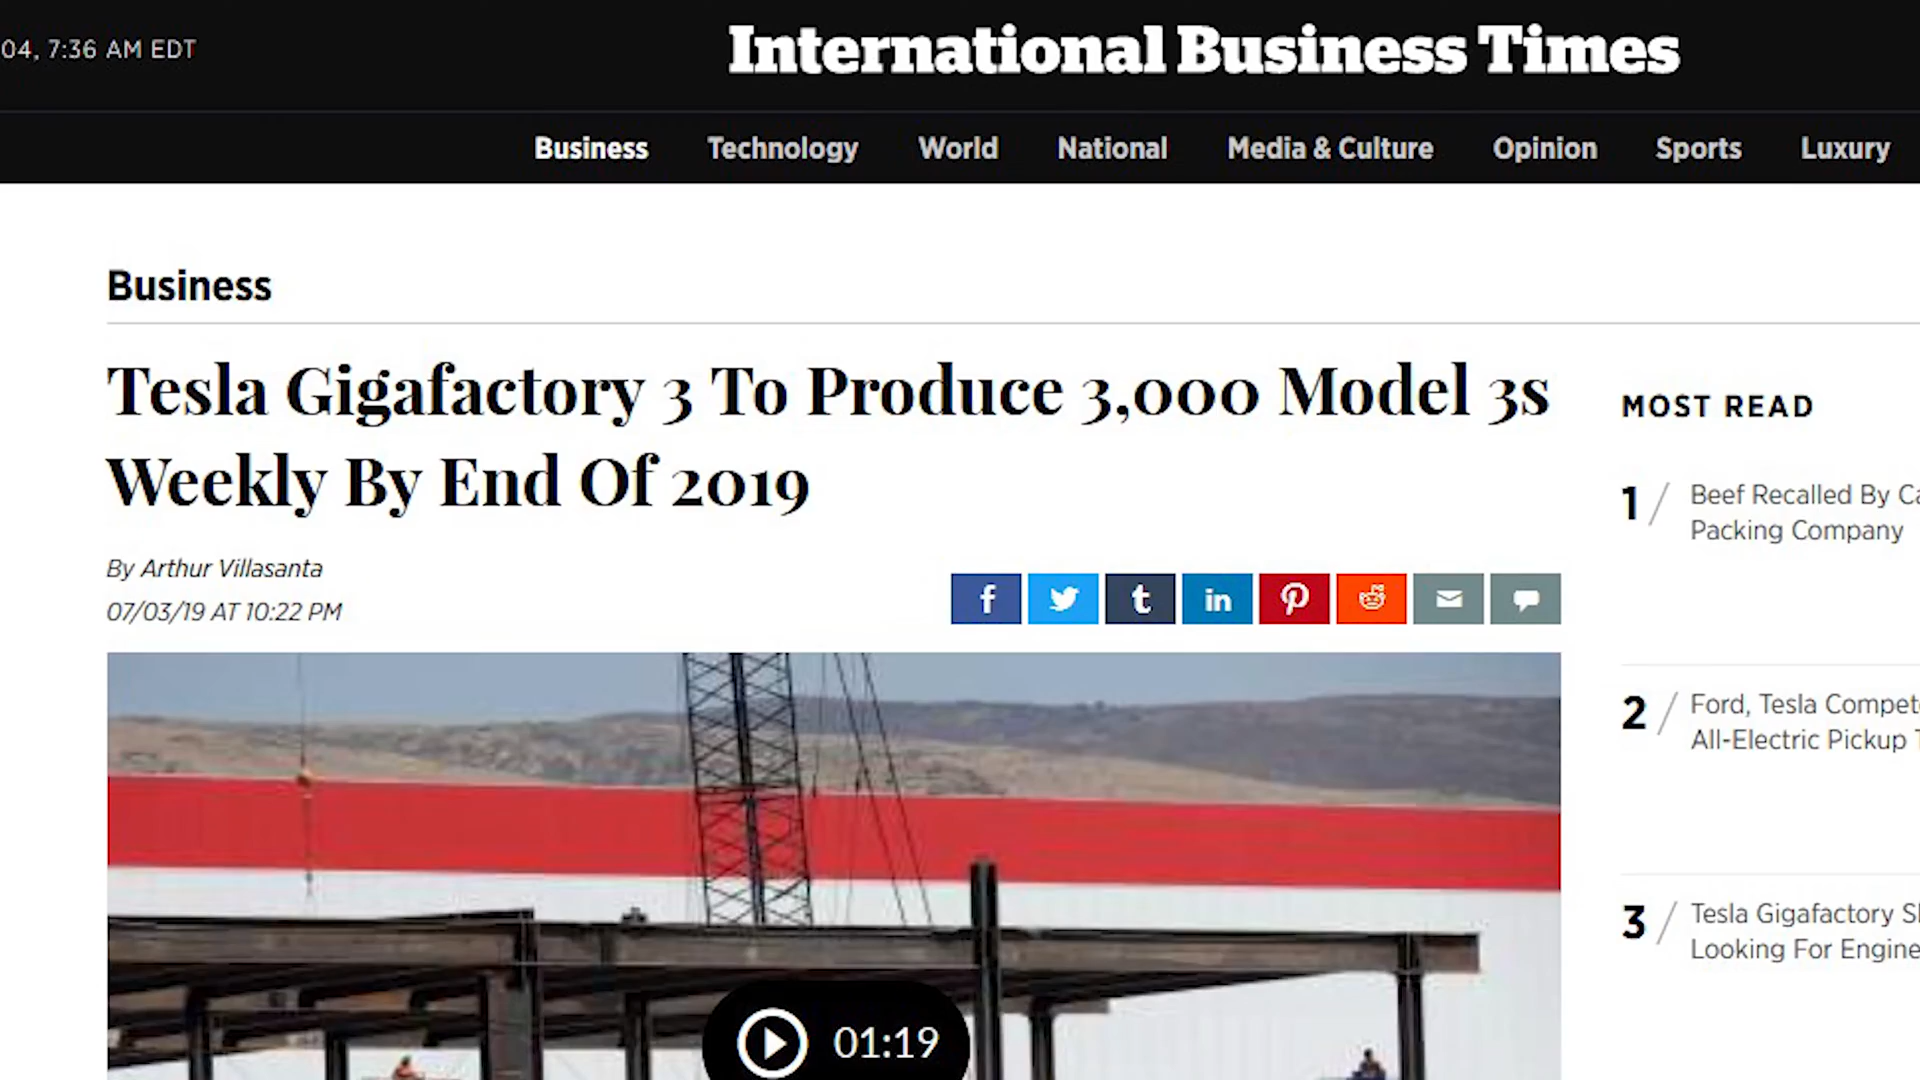 04, 7:36 AM EDT
International Business Times
Business Technology World National Media & Culture Opinion Sports Luxury
Business
Tesla Gigafactory 3 To Produce 3,000 Model 3s
Weekly By End Of 2019
By Arthur Villasanta
07/03/19 AT 10:22 PM
f t in
01:19
MOST READ
1 / Beef Recalled By
Packing Company
2 / Ford, Tesla
All-Electric Pickup
3 / Tesla Gigafactory
Looking For